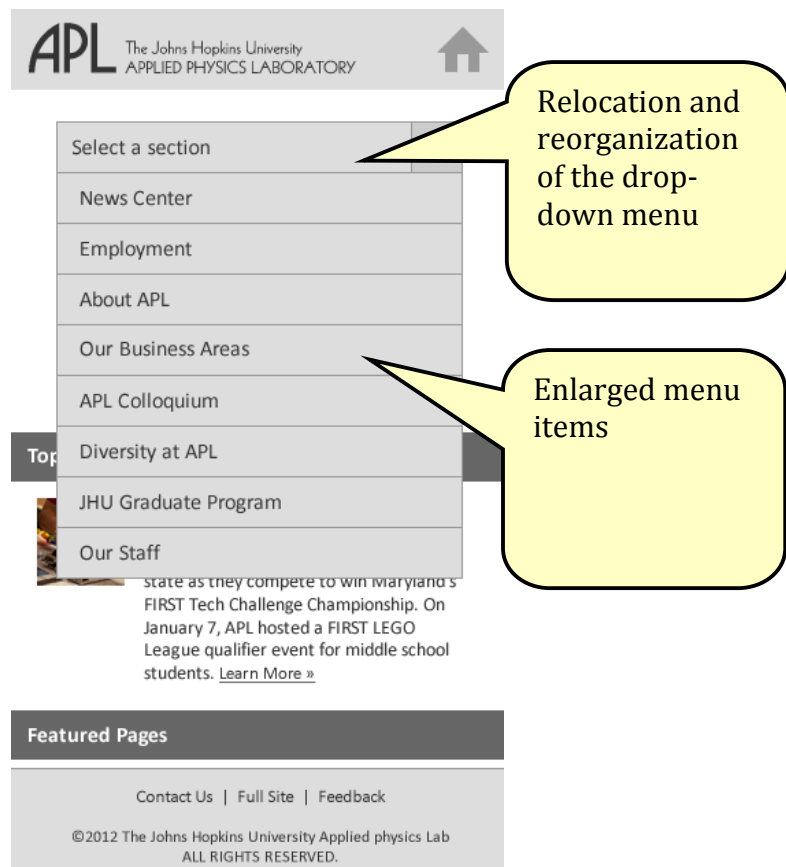 APL The Johns Hopkins University
APPLIED PHYSICS LABORATORY
Relocation and
reorganization
of the drop-
down menu
Select a section
News Center
Employment
About APL
Our Business Areas
Enlarged menu
items
APL Colloquium
Diversity at APL
Top
JHU Graduate Program
Our Staff
state as they compete to win Maryland's
FIRST Tech Challenge Championship. On
January 7, APL hosted a FIRST LEGO
League qualifier event for middle school
students. Learn More »
Featured Pages
Contact Us | Full Site | Feedback
©2012 The Johns Hopkins University Applied physics Lab
ALL RIGHTS RESERVED.